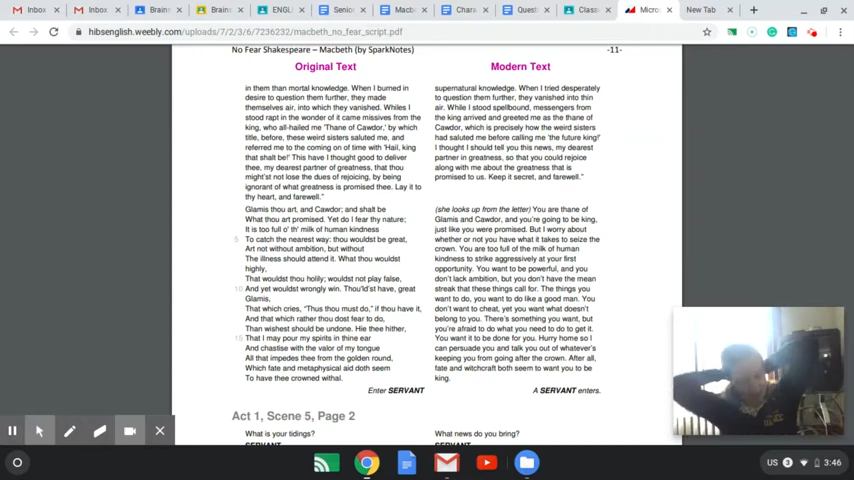 Inbox
Inbox
Brains
Brains
ENGL
Senior
Macbe
Chara
Quest
Class
Micros
New Tab
hibsenglish.weebly.com/uploads/7/2/3/6/7236232/macbeth_no_fear_script.pdf
No Fear Shakespeare – Macbeth (by SparkNotes)
-11-
Original Text
in them than mortal knowledge. When I burned in
desire to question them further, they made
themselves air, into which they vanished. Whiles I
stood rapt in the wonder of it came missives from the
king, who all-hailed me 'Thane of Cawdor,' by which
title, before, these weird sisters saluted me, and
referred me to the coming on of time with 'Hail, king
that shalt be!' This have I thought good to deliver
thee, my dearest partner of greatness, that thou
might'st not lose the dues of rejoicing, by being
ignorant of what greatness is promised thee. Lay it to
thy heart, and farewell."
Glamis thou art, and Cawdor; and shalt be
What thou art promised. Yet do I fear thy nature;
It is too full o' th' milk of human kindness
5 To catch the nearest way: thou wouldst be great,
Art not without ambition, but without
The illness should attend it. What thou wouldst
highly,
That wouldst thou holily; wouldst not play false,
10 And yet wouldst wrongly win. Thou'ld'st have, great
Glamis,
That which cries, "Thus thou must do," if thou have it,
And that which rather thou dost fear to do,
Than wishest should be undone. Hie thee hither,
15 That I may pour my spirits in thine ear
And chastise with the valor of my tongue
All that impedes thee from the golden round,
Which fate and metaphysical aid doth seem
To have thee crowned withal.
Enter SERVANT
Modern Text
supernatural knowledge. When I tried desperately
to question them further, they vanished into thin
air. While I stood spellbound, messengers from
the king arrived and greeted me as the thane of
Cawdor, which is precisely how the weird sisters
had saluted me before calling me 'the future king!'
I thought I should tell you this news, my dearest
partner in greatness, so that you could rejoice
along with me about the greatness that is
promised to us. Keep it secret, and farewell."
(she looks up from the letter) You are thane of
Glamis and Cawdor, and you're going to be king,
just like you were promised. But I worry about
whether or not you have what it takes to seize the
crown. You are too full of the milk of human
kindness to strike aggressively at your first
opportunity. You want to be powerful, and you
don't lack ambition, but you don't have the mean
streak that these things call for. The things you
want to do, you want to do like a good man. You
don't want to cheat, yet you want what doesn't
belong to you. There's something you want, but
you're afraid to do what you need to do to get it.
You want it to be done for you. Hurry home so I
can persuade you and talk you out of whatever's
keeping you from going after the crown. After all,
fate and witchcraft both seem to want you to be
king.
A SERVANT enters.
Act 1, Scene 5, Page 2
What is your tidings?
SERVANT
What news do you bring?
SERVANT
US 3 3:46